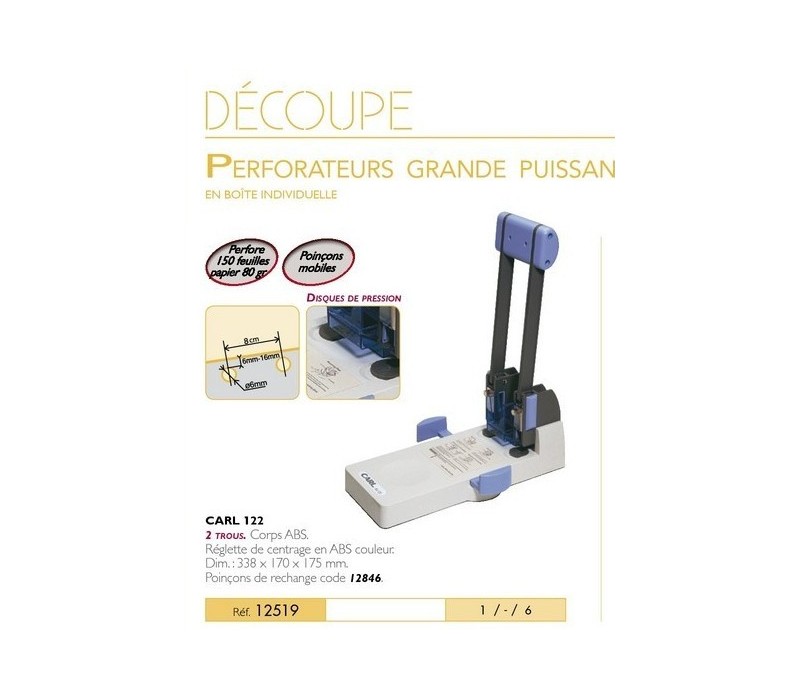 DÉCOUPE
PERFORATEURS GRANDE PUISSAN
EN BOÎTE INDIVIDUELLE
Perfore
150 feuilles
papier 80 gr
Poinçons
mobiles
DISQUES DE PRESSION
8 cm
6mm-16mm
ø6mm
CARL
CARL 122
2 TROUS. Corps ABS.
Réglette de centrage en ABS couleur.
Dim. : 338 x 170 x 175 mm.
Poinçons de rechange code 12846.
Réf. 12519
1 / - / 6